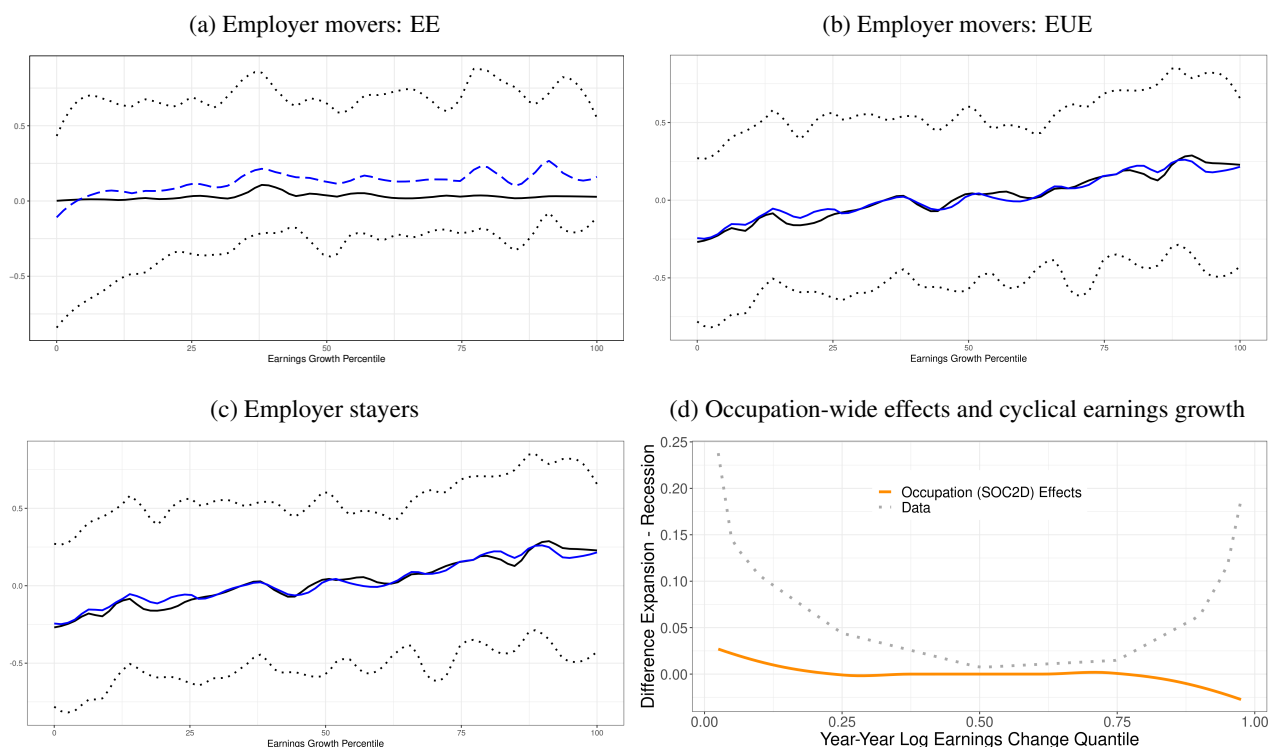 (a) Employer movers: EE
0.5
0.0
−0.5
0 25 50 75 100
Earnings Growth Percentile
(b) Employer movers: EUE
0.5
0.0
−0.5
0 25 50 75 100
Earnings Growth Percentile
(c) Employer stayers
0.5
0.0
−0.5
0 25 50 75 100
Earnings Growth Percentile
(d) Occupation-wide effects and cyclical earnings growth
Difference Expansion - Recession
0.25
0.20
0.15
0.10
0.05
0.00
Occupation (SOC2D) Effects
Data
0.00 0.25 0.50 0.75 1.00
Year-Year Log Earnings Change Quantile